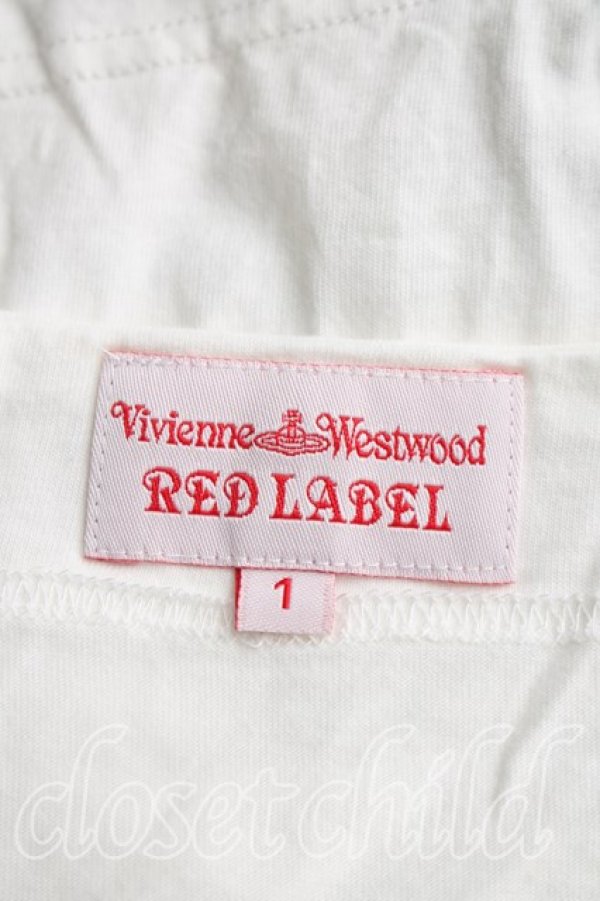 Vivienne Westwood
RED LABEL
1
closet child